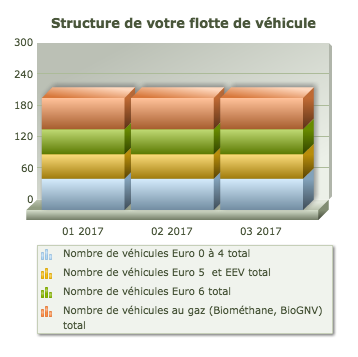 Structure de votre flotte de véhicule
300
240
180
120
60
0
01 2017 02 2017 03 2017
Nombre de véhicules Euro 0 à 4 total
Nombre de véhicules Euro 5 et EEV total
Nombre de véhicules Euro 6 total
Nombre de véhicules au gaz (Biométhane, BioGNV)
total